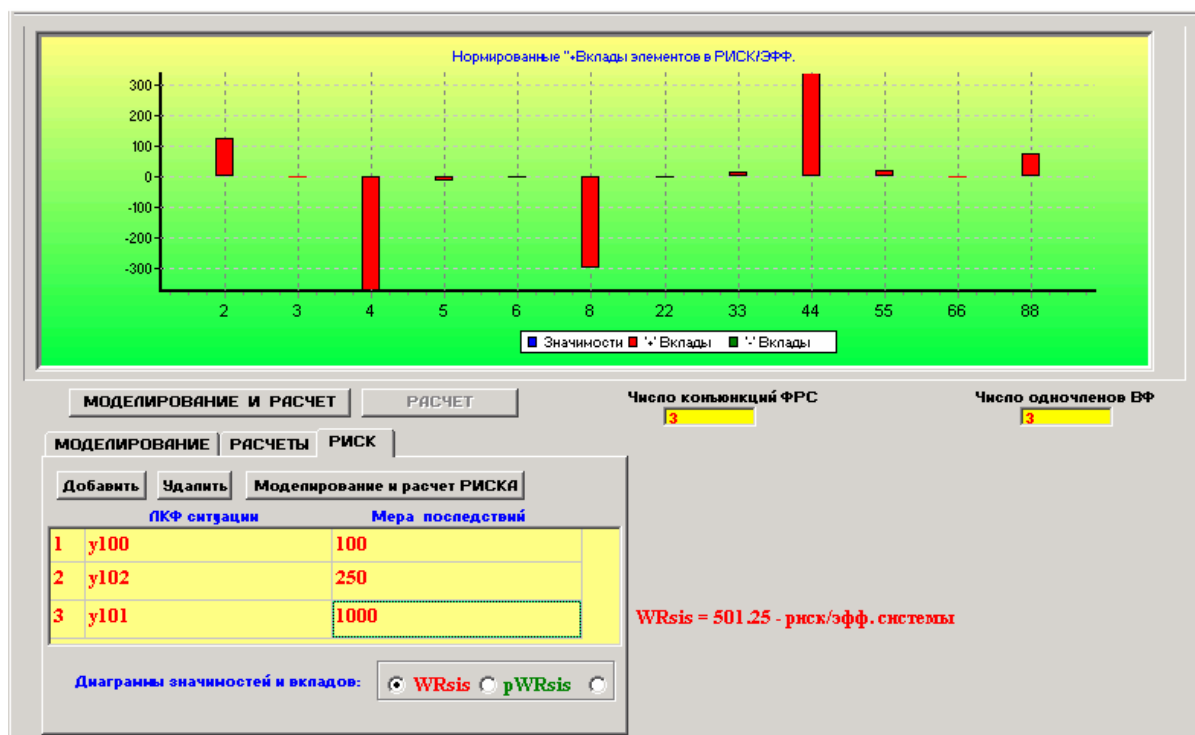 Нормированные "+Вклады элементов в РИСК/ЭФФ.
300
200
100
0
-100
-200
-300
2 3 4 5 6 8 22 33 44 55 66 88
Значимости '+' Вклады '-' Вклады
МОДЕЛИРОВАНИЕ И РАСЧЕТ РАСЧЕТ Число конъюнкций ФРС Число одночленов ВФ
3 3
МОДЕЛИРОВАНИЕ РАСЧЕТЫ РИСК
Добавить Удалить Моделирование и расчет РИСКА
ЛКФ ситуации Мера последствий
1 y100 100
2 y102 250
3 y101 1000 WRsis = 501.25 - риск/эфф. системы
Диаграммы значимостей и вкладов: WRsis pWRsis